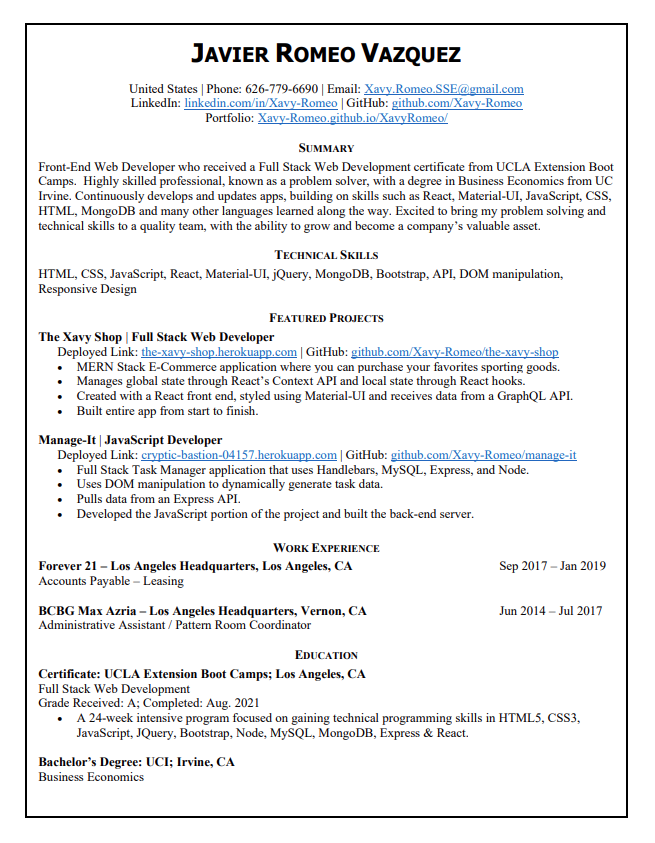 JAVIER ROMEO VAZQUEZ
United States | Phone: 626-779-6690 | Email: Xavy.Romeo.SSE@gmail.com
LinkedIn: linkedin.com/in/Xavy-Romeo | GitHub: github.com/Xavy-Romeo
Portfolio: Xavy-Romeo.github.io/XavyRomeo/
SUMMARY
Front-End Web Developer who received a Full Stack Web Development certificate from UCLA Extension Boot
Camps.  Highly skilled professional, known as a problem solver, with a degree in Business Economics from UC
Irvine. Continuously develops and updates apps, building on skills such as React, Material-UI, JavaScript, CSS,
HTML, MongoDB and many other languages learned along the way. Excited to bring my problem solving and
technical skills to a quality team, with the ability to grow and become a company's valuable asset.
TECHNICAL SKILLS
HTML, CSS, JavaScript, React, Material-UI, jQuery, MongoDB, Bootstrap, API, DOM manipulation,
Responsive Design
FEATURED PROJECTS
The Xavy Shop | Full Stack Web Developer
Deployed Link: the-xavy-shop.herokuapp.com | GitHub: github.com/Xavy-Romeo/the-xavy-shop
• MERN Stack E-Commerce application where you can purchase your favorites sporting goods.
• Manages global state through React's Context API and local state through React hooks.
• Created with a React front end, styled using Material-UI and receives data from a GraphQL API.
• Built entire app from start to finish.
Manage-It | JavaScript Developer
Deployed Link: cryptic-bastion-04157.herokuapp.com | GitHub: github.com/Xavy-Romeo/manage-it
• Full Stack Task Manager application that uses Handlebars, MySQL, Express, and Node.
• Uses DOM manipulation to dynamically generate task data.
• Pulls data from an Express API.
• Developed the JavaScript portion of the project and built the back-end server.
WORK EXPERIENCE
Forever 21 – Los Angeles Headquarters, Los Angeles, CA Sep 2017 – Jan 2019
Accounts Payable – Leasing
BCBG Max Azria – Los Angeles Headquarters, Vernon, CA Jun 2014 – Jul 2017
Administrative Assistant / Pattern Room Coordinator
EDUCATION
Certificate: UCLA Extension Boot Camps; Los Angeles, CA
Full Stack Web Development
Grade Received: A; Completed: Aug. 2021
• A 24-week intensive program focused on gaining technical programming skills in HTML5, CSS3,
JavaScript, JQuery, Bootstrap, Node, MySQL, MongoDB, Express & React.
Bachelor's Degree: UCI; Irvine, CA
Business Economics